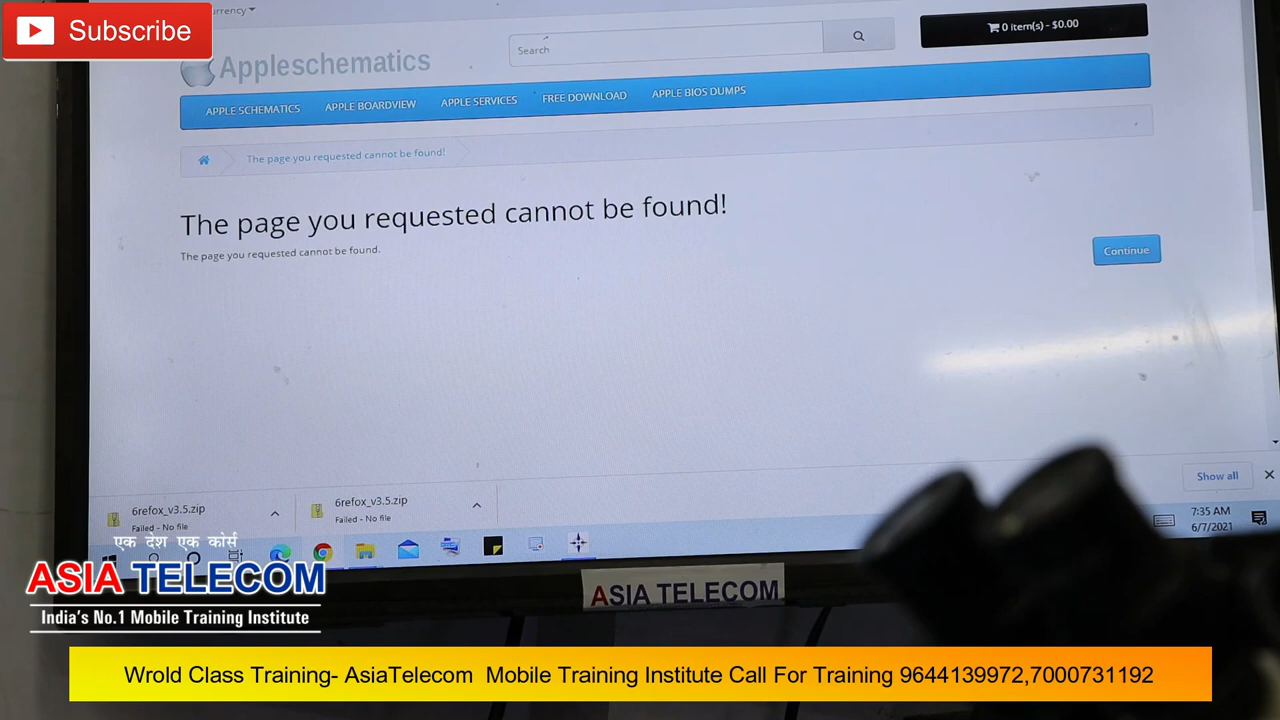 Subscribe
urrency
Appleschematics
Search
0 item(s) - $0.00
APPLE SCHEMATICS
APPLE BOARDVIEW
APPLE SERVICES
FREE DOWNLOAD
APPLE BIOS DUMPS
The page you requested cannot be found!
The page you requested cannot be found!
The page you requested cannot be found.
Continue
6refox_v3.5.zip
Failed - No file
6refox_v3.5.zip
Failed - No file
Show all
7:35 AM
6/7/2021
एक देश एक कोर्स
ASIA TELECOM
India's No.1 Mobile Training Institute
ASIA TELECOM
Wrold Class Training- AsiaTelecom Mobile Training Institute Call For Training 9644139972,7000731192